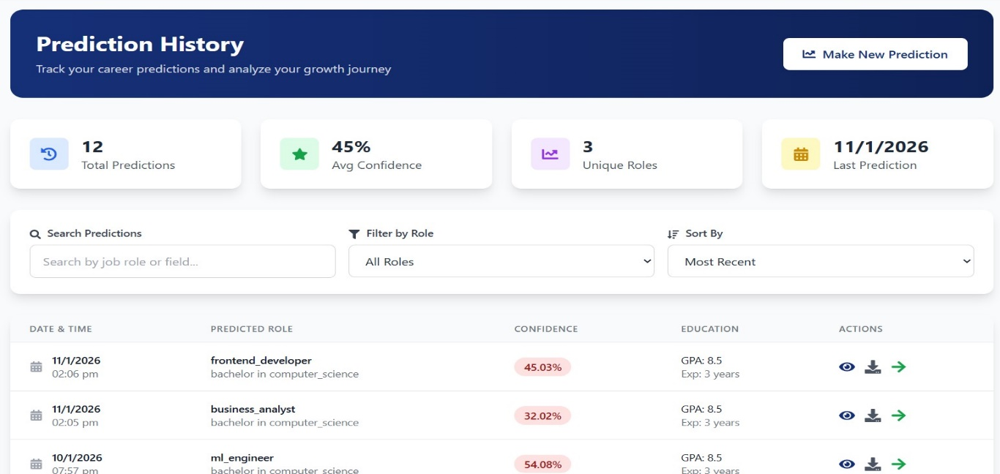 Prediction History
Track your career predictions and analyze your growth journey
Make New Prediction
12
Total Predictions
45%
Avg Confidence
3
Unique Roles
11/1/2026
Last Prediction
Search Predictions
Filter by Role
Sort By
Search by job role or field...
All Roles
Most Recent
DATE & TIME PREDICTED ROLE CONFIDENCE EDUCATION ACTIONS
11/1/2026 frontend_developer 45.03% GPA: 8.5
02:06 pm bachelor in computer_science Exp: 3 years
11/1/2026 business_analyst 32.02% GPA: 8.5
02:05 pm bachelor in computer_science Exp: 3 years
10/1/2026 ml_engineer 54.08% GPA: 8.5
07:57 pm bachelor in computer_science Exp: 3 years